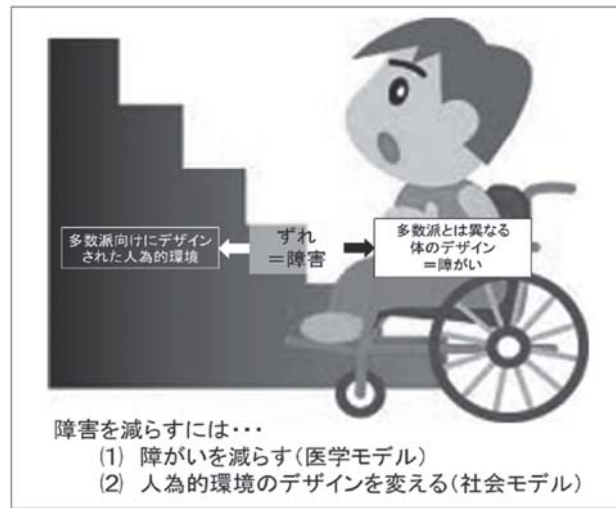 多数派向けにデザイン
された人為的環境
ずれ
＝障害
多数派とは異なる
体のデザイン
＝障がい
障害を減らすには・・・
(1) 障がいを減らす(医学モデル)
(2) 人為的環境のデザインを変える(社会モデル)